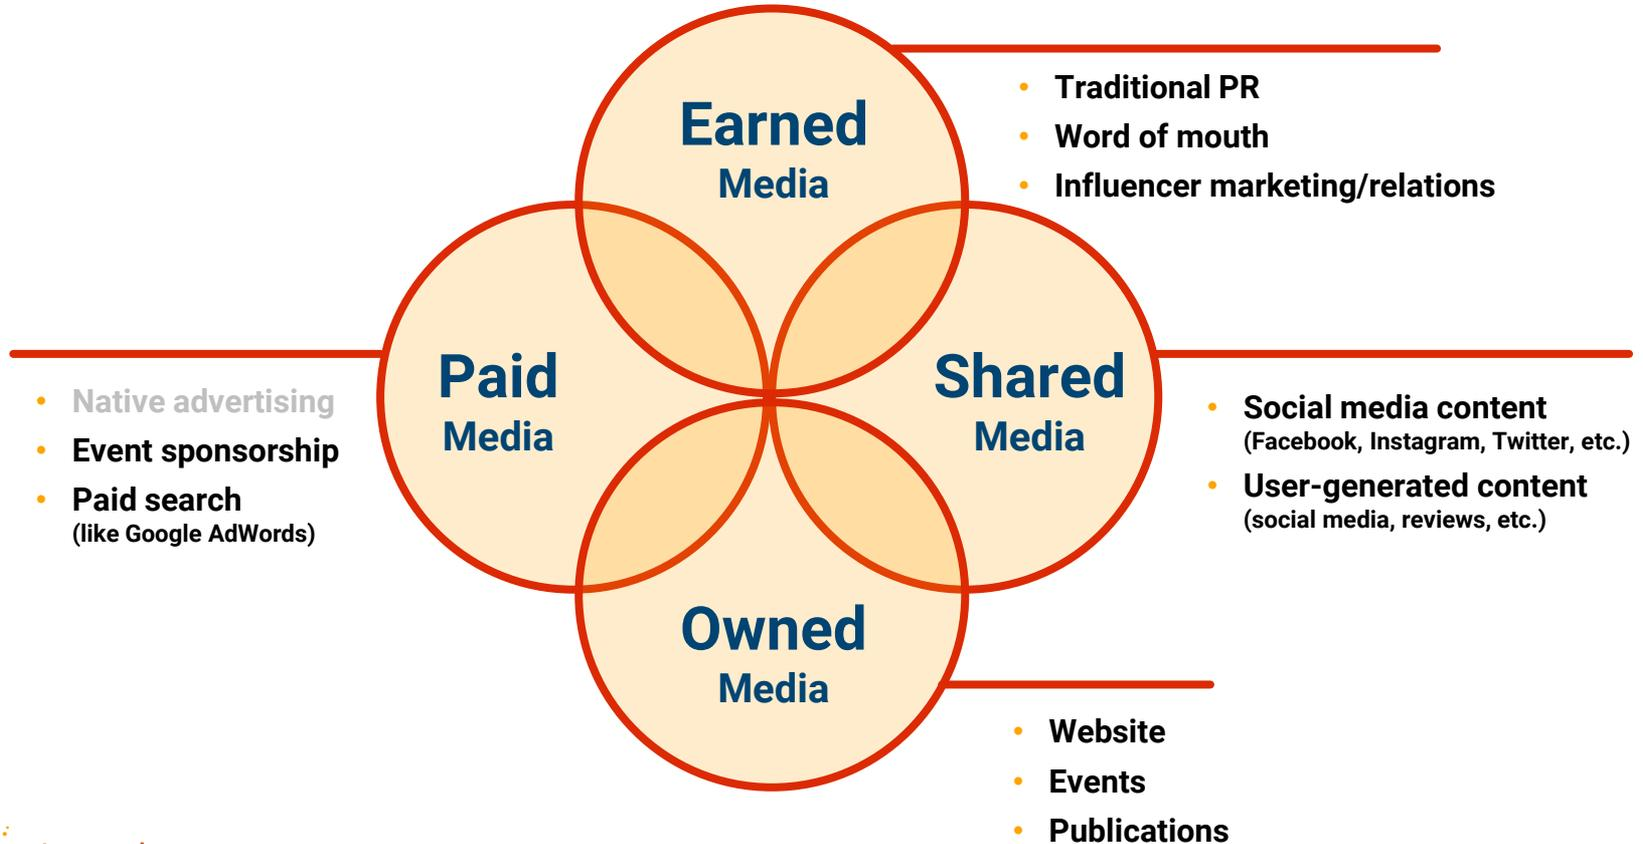 Earned
Media
• Traditional PR
• Word of mouth
• Influencer marketing/relations
Paid
Media
• Native advertising
• Event sponsorship
• Paid search
(like Google AdWords)
Shared
Media
• Social media content
(Facebook, Instagram, Twitter, etc.)
• User-generated content
(social media, reviews, etc.)
Owned
Media
• Website
• Events
• Publications